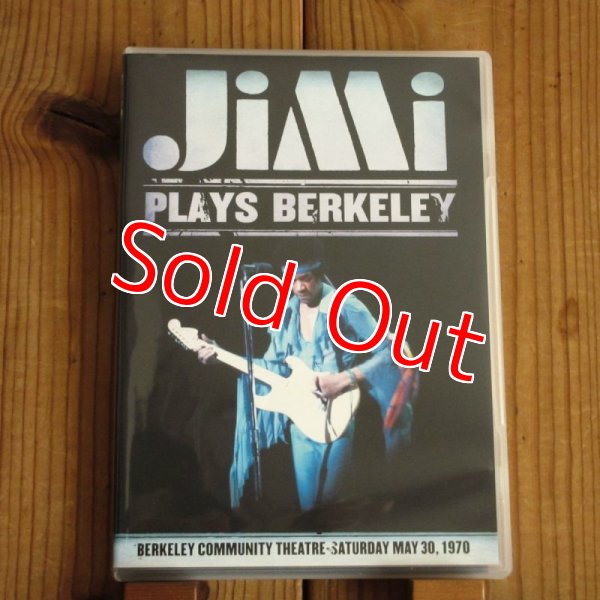 JiMi
PLAYS BERKELEY
Sold Out
BERKELEY COMMUNITY THEATRE-SATURDAY MAY 30, 1970